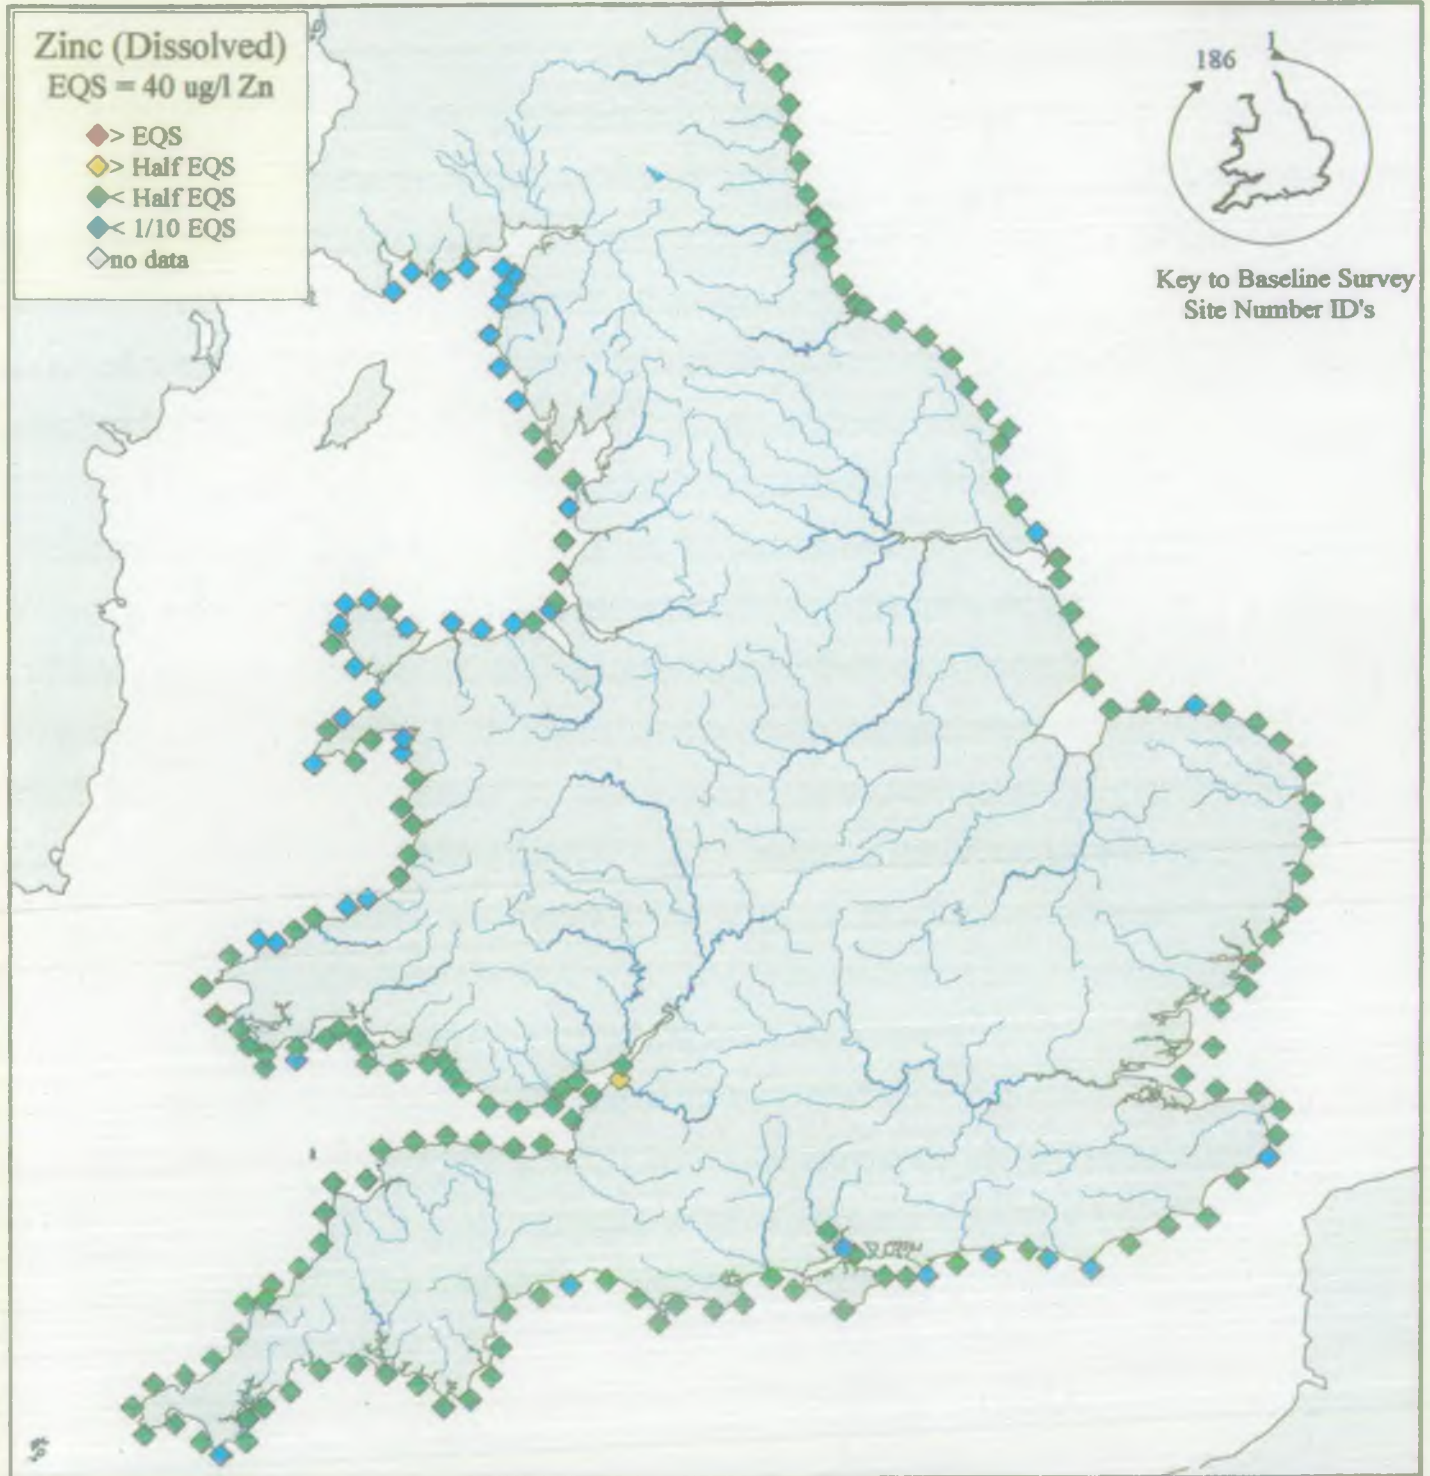 Zinc (Dissolved)
EQS = 40 ug/l Zn
> EQS
> Half EQS
< Half EQS
< 1/10 EQS
no data
1
186
Key to Baseline Survey
Site Number ID's